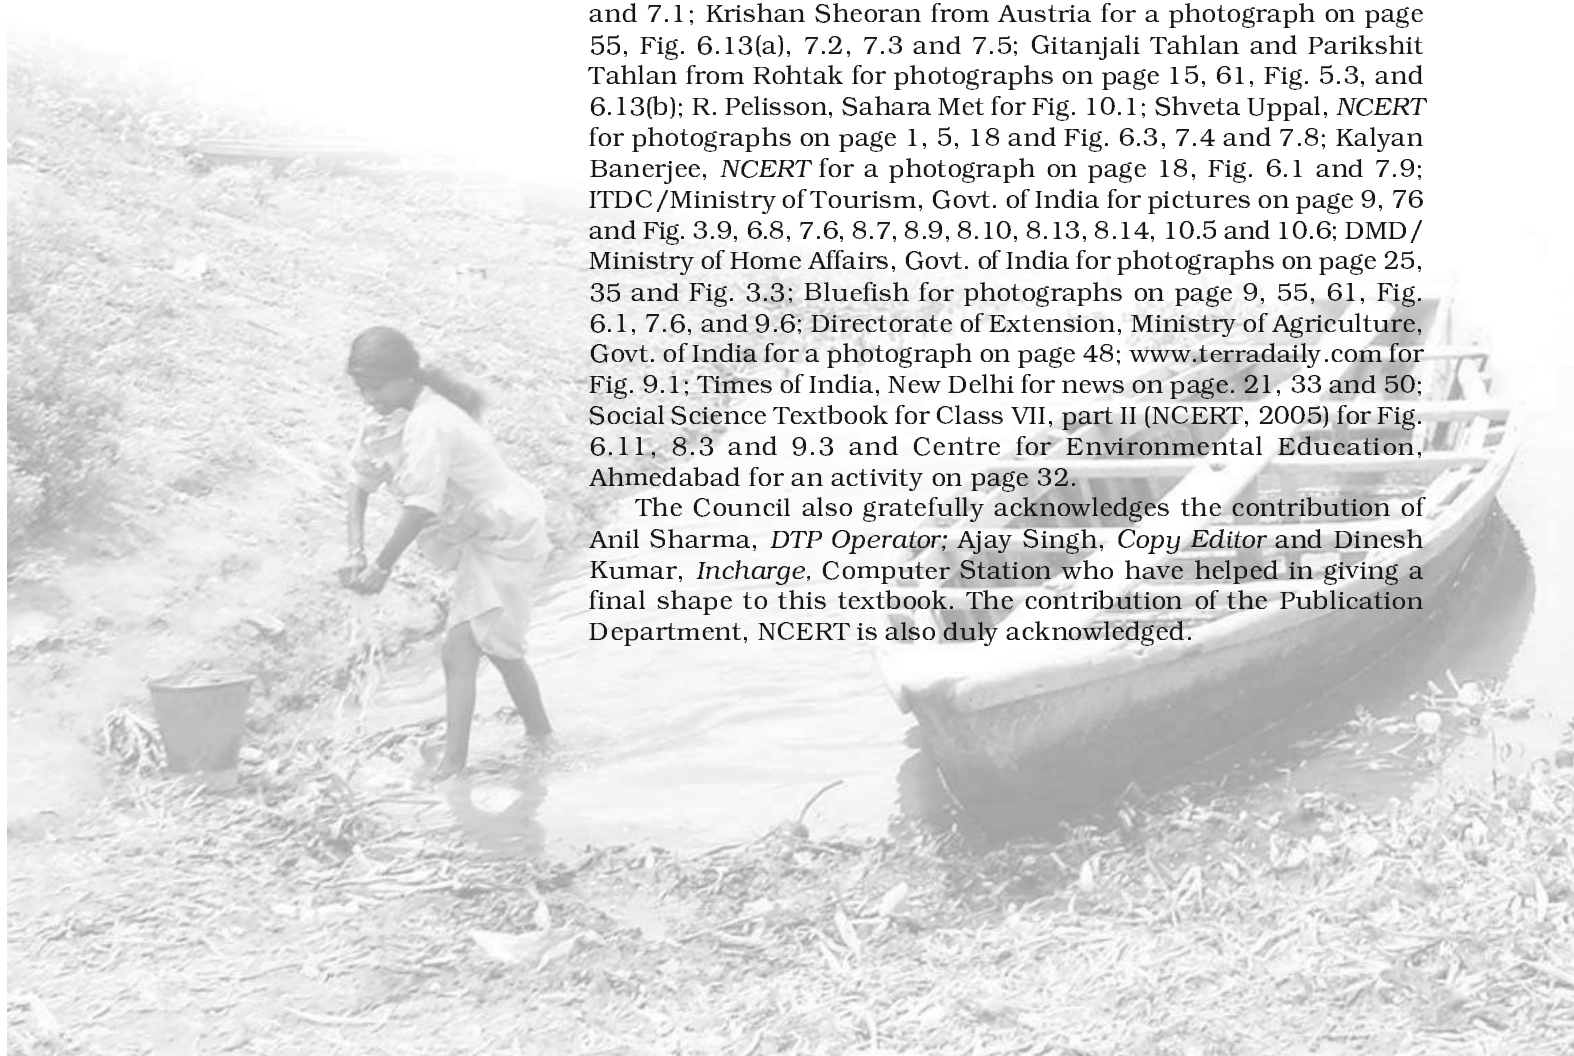 and 7.1; Krishan Sheoran from Austria for a photograph on page
55, Fig. 6.13(a), 7.2, 7.3 and 7.5; Gitanjali Tahlan and Parikshit
Tahlan from Rohtak for photographs on page 15, 61, Fig. 5.3, and
6.13(b); R. Pelisson, Sahara Met for Fig. 10.1; Shveta Uppal, NCERT
for photographs on page 1, 5, 18 and Fig. 6.3, 7.4 and 7.8; Kalyan
Banerjee, NCERT for a photograph on page 18, Fig. 6.1 and 7.9;
ITDC/Ministry of Tourism, Govt. of India for pictures on page 9, 76
and Fig. 3.9, 6.8, 7.6, 8.7, 8.9, 8.10, 8.13, 8.14, 10.5 and 10.6; DMD/
Ministry of Home Affairs, Govt. of India for photographs on page 25,
35 and Fig. 3.3; Bluefish for photographs on page 9, 55, 61, Fig.
6.1, 7.6, and 9.6; Directorate of Extension, Ministry of Agriculture,
Govt. of India for a photograph on page 48; www.terradaily.com for
Fig. 9.1; Times of India, New Delhi for news on page. 21, 33 and 50;
Social Science Textbook for Class VII, part II (NCERT, 2005) for Fig.
6.11, 8.3 and 9.3 and Centre for Environmental Education,
Ahmedabad for an activity on page 32.
The Council also gratefully acknowledges the contribution of
Anil Sharma, DTP Operator; Ajay Singh, Copy Editor and Dinesh
Kumar, Incharge, Computer Station who have helped in giving a
final shape to this textbook. The contribution of the Publication
Department, NCERT is also duly acknowledged.